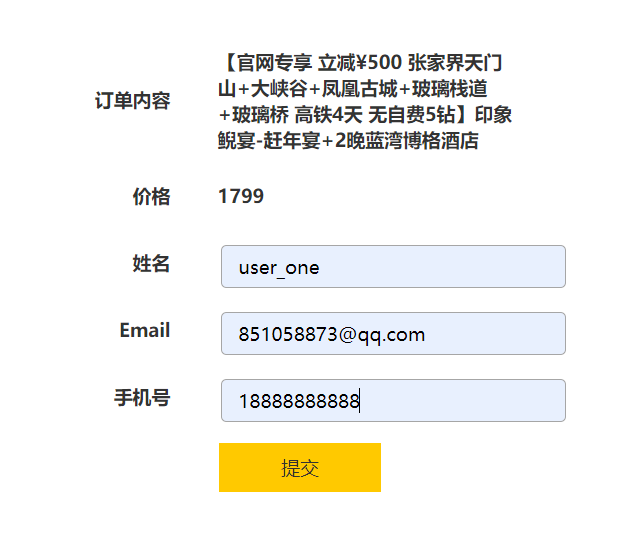 订单内容
【官网专享 立减¥500 张家界天门
山+大峡谷+凤凰古城+玻璃栈道
+玻璃桥 高铁4天 无自费5钻】印象
鲵宴-赶年宴+2晚蓝湾博格酒店
价格
1799
姓名
user_one
Email
851058873@qq.com
手机号
18888888888
提交